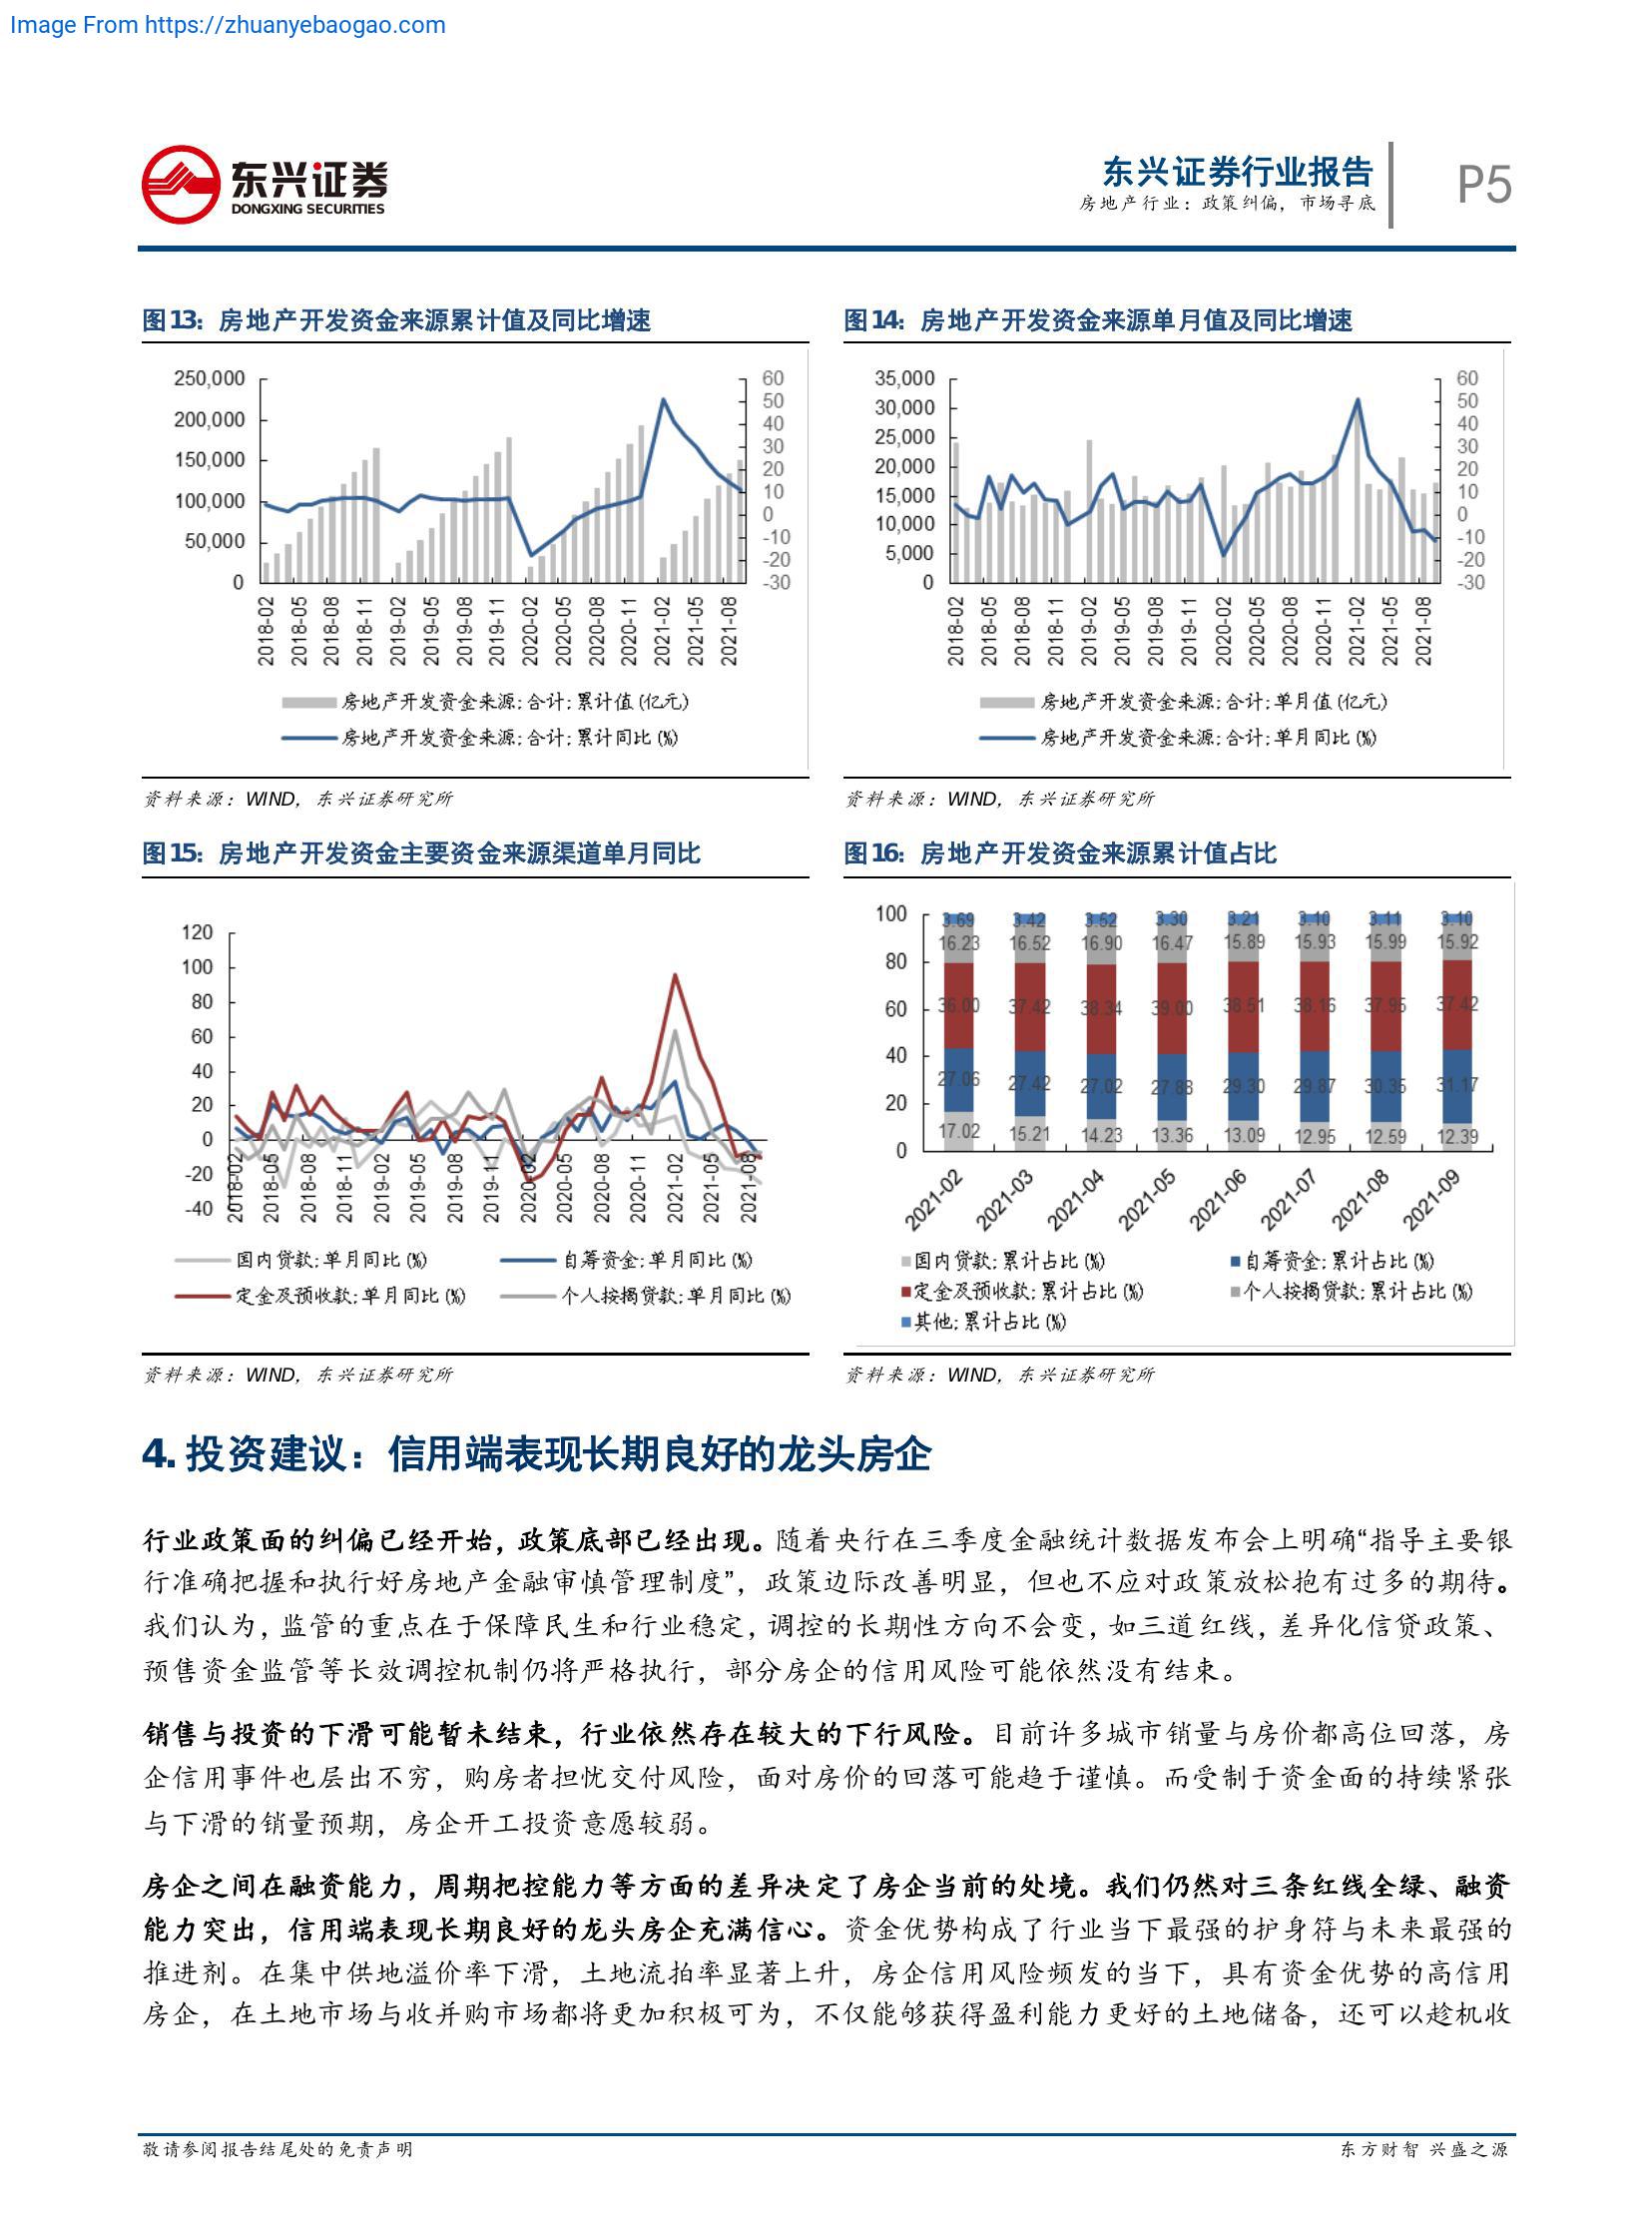 Image From https://zhuanyebaogao.com
东兴证券
DONGXING SECURITIES
东兴证券行业报告
房地产行业：政策纠偏，市场寻底
P5
图13：房地产开发资金来源累计值及同比增速
250,000
200,000
150,000
100,000
50,000
0
60
50
40
30
20
10
0
-10
-20
-30
2018-02
2018-05
2018-08
2018-11
2019-02
2019-05
2019-08
2019-11
2020-02
2020-05
2020-08
2020-11
2021-02
2021-05
2021-08
房地产开发资金来源:合计:累计值(亿元)
房地产开发资金来源:合计:累计同比(%)
资料来源：WIND，东兴证券研究所
图14：房地产开发资金来源单月值及同比增速
35,000
30,000
25,000
20,000
15,000
10,000
5,000
0
60
50
40
30
20
10
0
-10
-20
-30
2018-02
2018-05
2018-08
2018-11
2019-02
2019-05
2019-08
2019-11
2020-02
2020-05
2020-08
2020-11
2021-02
2021-05
2021-08
房地产开发资金来源:合计:单月值(亿元)
房地产开发资金来源:合计:单月同比(%)
资料来源：WIND，东兴证券研究所
图15：房地产开发资金主要资金来源渠道单月同比
120
100
80
60
40
20
0
-20
-40
2018-02
2018-05
2018-08
2018-11
2019-02
2019-05
2019-08
2019-11
2020-02
2020-05
2020-08
2020-11
2021-02
2021-05
2021-08
国内贷款:单月同比(%)
自筹资金:单月同比(%)
定金及预收款:单月同比(%)
个人按揭贷款:单月同比(%)
资料来源：WIND，东兴证券研究所
图16：房地产开发资金来源累计值占比
100
80
60
40
20
0
3.69 3.42 3.52 3.30 3.21 3.10 3.11 3.10
16.23 16.52 16.90 16.47 15.89 15.93 15.99 15.92
36.00 37.42 38.34 39.00 38.51 38.16 37.95 37.42
27.06 27.42 27.02 27.88 29.30 29.87 30.35 31.17
17.02 15.21 14.23 13.36 13.09 12.95 12.59 12.39
2021-02
2021-03
2021-04
2021-05
2021-06
2021-07
2021-08
2021-09
国内贷款:累计占比(%)
自筹资金:累计占比(%)
定金及预收款:累计占比(%)
个人按揭贷款:累计占比(%)
其他:累计占比(%)
资料来源：WIND，东兴证券研究所
4. 投资建议：信用端表现长期良好的龙头房企
行业政策面的纠偏已经开始，政策底部已经出现。随着央行在三季度金融统计数据发布会上明确“指导主要银
行准确把握和执行好房地产金融审慎管理制度”，政策边际改善明显，但也不应对政策放松抱有过多的期待。
我们认为，监管的重点在于保障民生和行业稳定，调控的长期性方向不会变，如三道红线，差异化信贷政策、
预售资金监管等长效调控机制仍将严格执行，部分房企的信用风险可能依然没有结束。
销售与投资的下滑可能暂未结束，行业依然存在较大的下行风险。目前许多城市销量与房价都高位回落，房
企信用事件也层出不穷，购房者担忧交付风险，面对房价的回落可能趋于谨慎。而受制于资金面的持续紧张
与下滑的销量预期，房企开工投资意愿较弱。
房企之间在融资能力，周期把控能力等方面的差异决定了房企当前的处境。我们仍然对三条红线全绿、融资
能力突出，信用端表现长期良好的龙头房企充满信心。资金优势构成了行业当下最强的护身符与未来最强的
推进剂。在集中供地溢价率下滑，土地流拍率显著上升，房企信用风险频发的当下，具有资金优势的高信用
房企，在土地市场与收并购市场都将更加积极可为，不仅能够获得盈利能力更好的土地储备，还可以趁机收
敬请参阅报告结尾处的免责声明
东方财智 兴盛之源